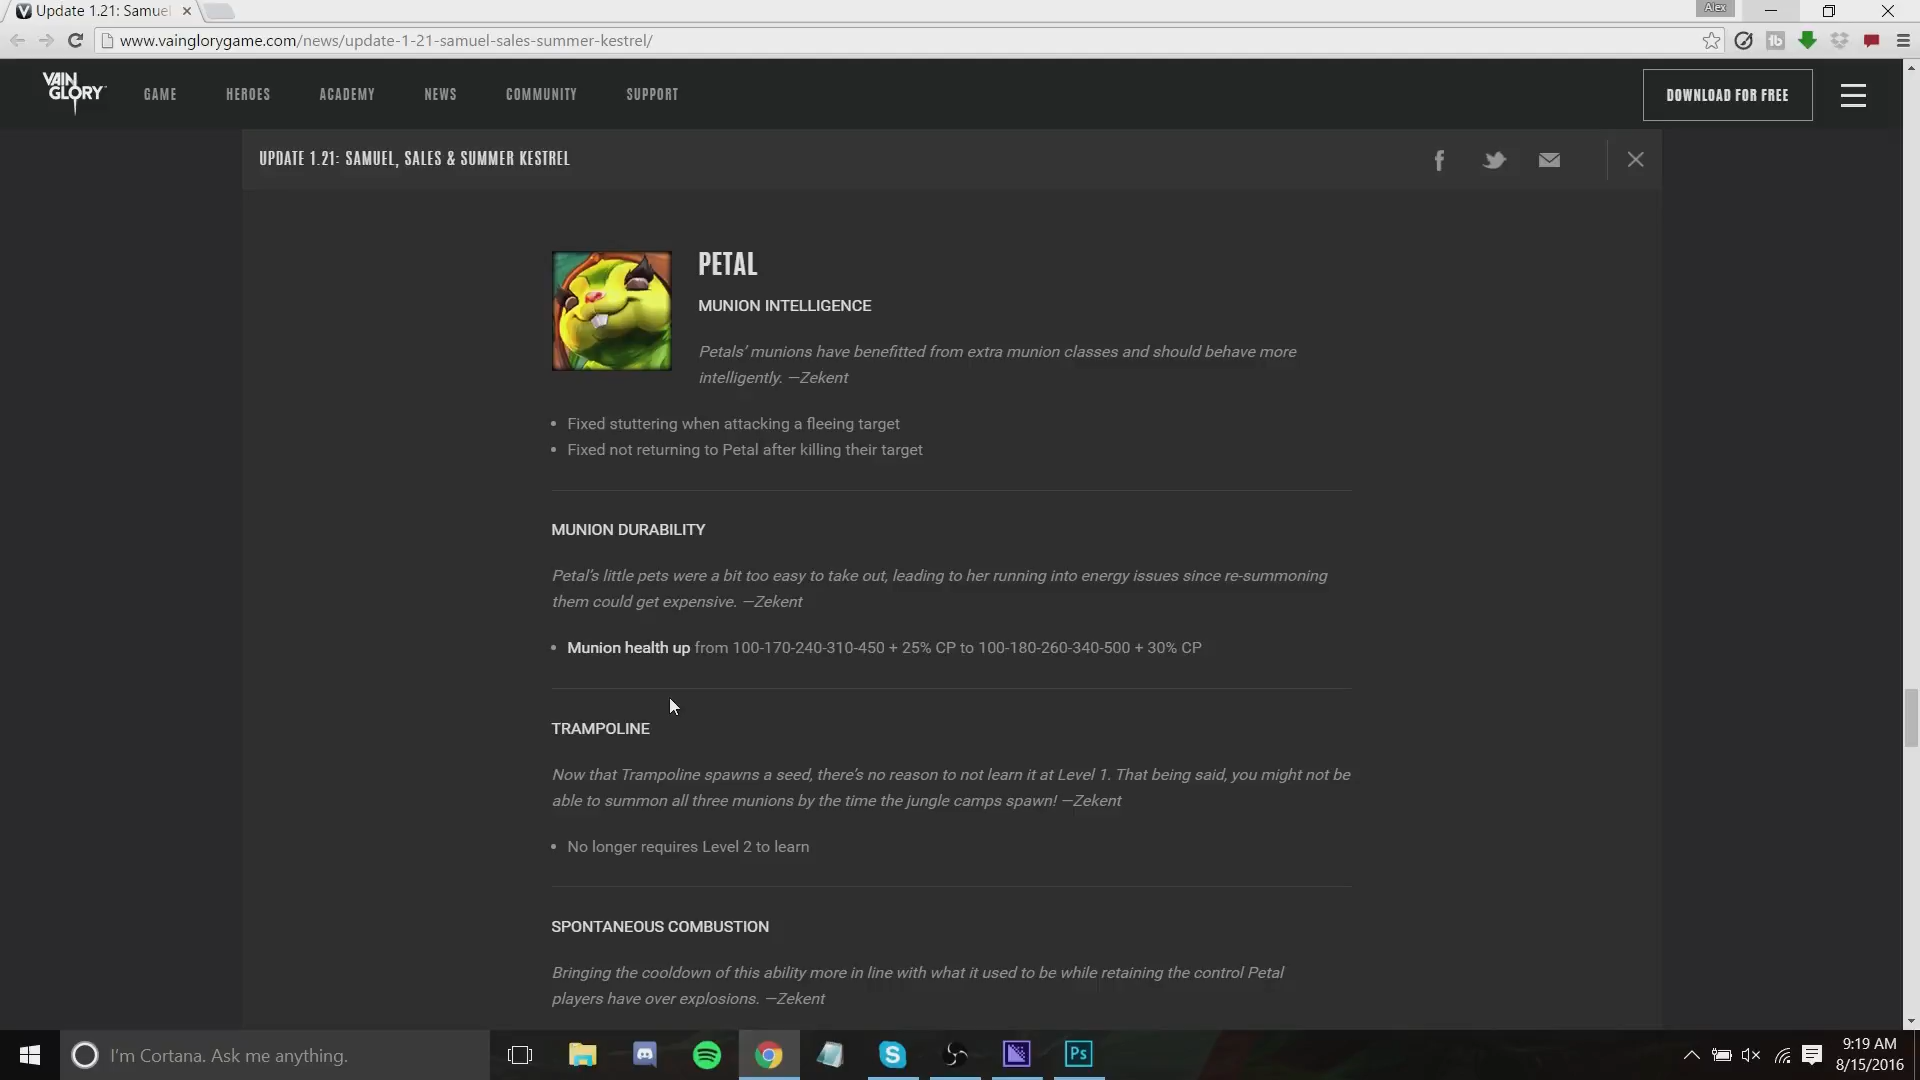 Update 1.21: Samuel
Alex
www.vainglorygame.com/news/update-1-21-samuel-sales-summer-kestrel/
VAIN
GLORY
GAME
HEROES
ACADEMY
NEWS
COMMUNITY
SUPPORT
DOWNLOAD FOR FREE
UPDATE 1.21: SAMUEL, SALES & SUMMER KESTREL
PETAL
MUNION INTELLIGENCE
Petals’ munions have benefitted from extra munion classes and should behave more
intelligently. —Zekent
• Fixed stuttering when attacking a fleeing target
• Fixed not returning to Petal after killing their target
MUNION DURABILITY
Petal’s little pets were a bit too easy to take out, leading to her running into energy issues since re-summoning
them could get expensive. —Zekent
• Munion health up from 100-170-240-310-450 + 25% CP to 100-180-260-340-500 + 30% CP
TRAMPOLINE
Now that Trampoline spawns a seed, there’s no reason to not learn it at Level 1. That being said, you might not be
able to summon all three munions by the time the jungle camps spawn! —Zekent
• No longer requires Level 2 to learn
SPONTANEOUS COMBUSTION
Bringing the cooldown of this ability more in line with what it used to be while retaining the control Petal
players have over explosions. —Zekent
I'm Cortana. Ask me anything.
Ps
9:19 AM
8/15/2016